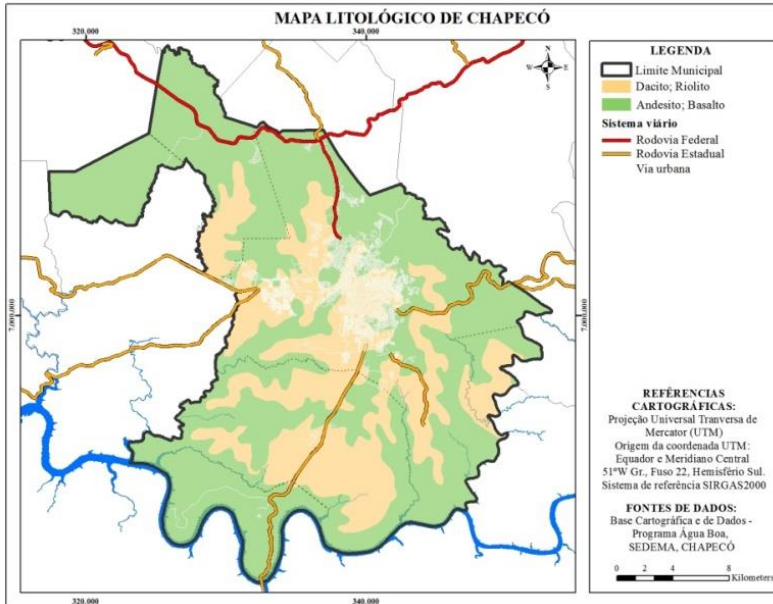 MAPA LITOLÓGICO DE CHAPECÓ
320,000
340,000
N
W
E
S
7,000,000
7,000,000
320,000
340,000
LEGENDA
Limite Municipal
Dacito; Riolito
Andesito; Basalto
Sistema viário
Rodovia Federal
Rodovia Estadual
Via urbana
REFÊRENCIAS
CARTOGRÁFICAS:
Projeção Universal Tranversa de
Mercator (UTM)
Origem da coordenada UTM:
Equador e Meridiano Central
51°W Gr., Fuso 22, Hemisfério Sul.
Sistema de referência SIRGAS2000
FONTES DE DADOS:
Base Cartográfica e de Dados -
Programa Água Boa,
SEDEMA, CHAPECÓ
0 2 4 8
Kilometers